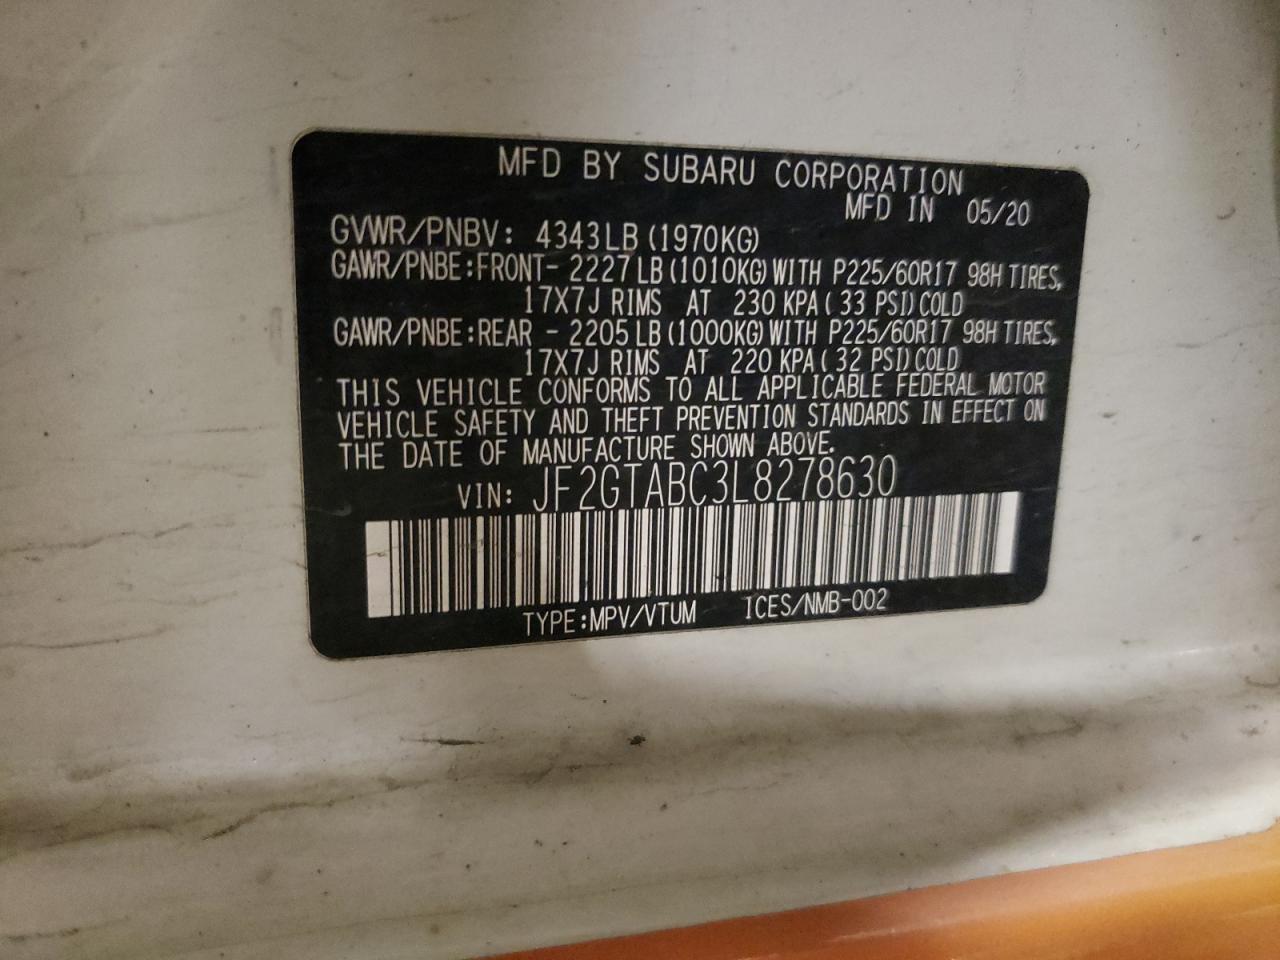 MFD BY SUBARU CORPORATION
MFD IN 05/20
GVWR/PNBV: 4343LB (1970KG)
GAWR/PNBE:FRONT- 2227LB(1010KG)WITH P225/60R17 98H TIRES,
17X7J RIMS AT 230 KPA( 33 PSI)COLD
GAWR/PNBE:REAR - 2205LB(1000KG)WITH P225/60R17 98H TIRES,
17X7J RIMS AT 220 KPA( 32 PSI)COLD
THIS VEHICLE CONFORMS TO ALL APPLICABLE FEDERAL MOTOR
VEHICLE SAFETY AND THEFT PREVENTION STANDARDS IN EFFECT ON
THE DATE OF MANUFACTURE SHOWN ABOVE.
VIN: JF2GTABC3L8278630
TYPE:MPV/VTUM ICES/NMB-002